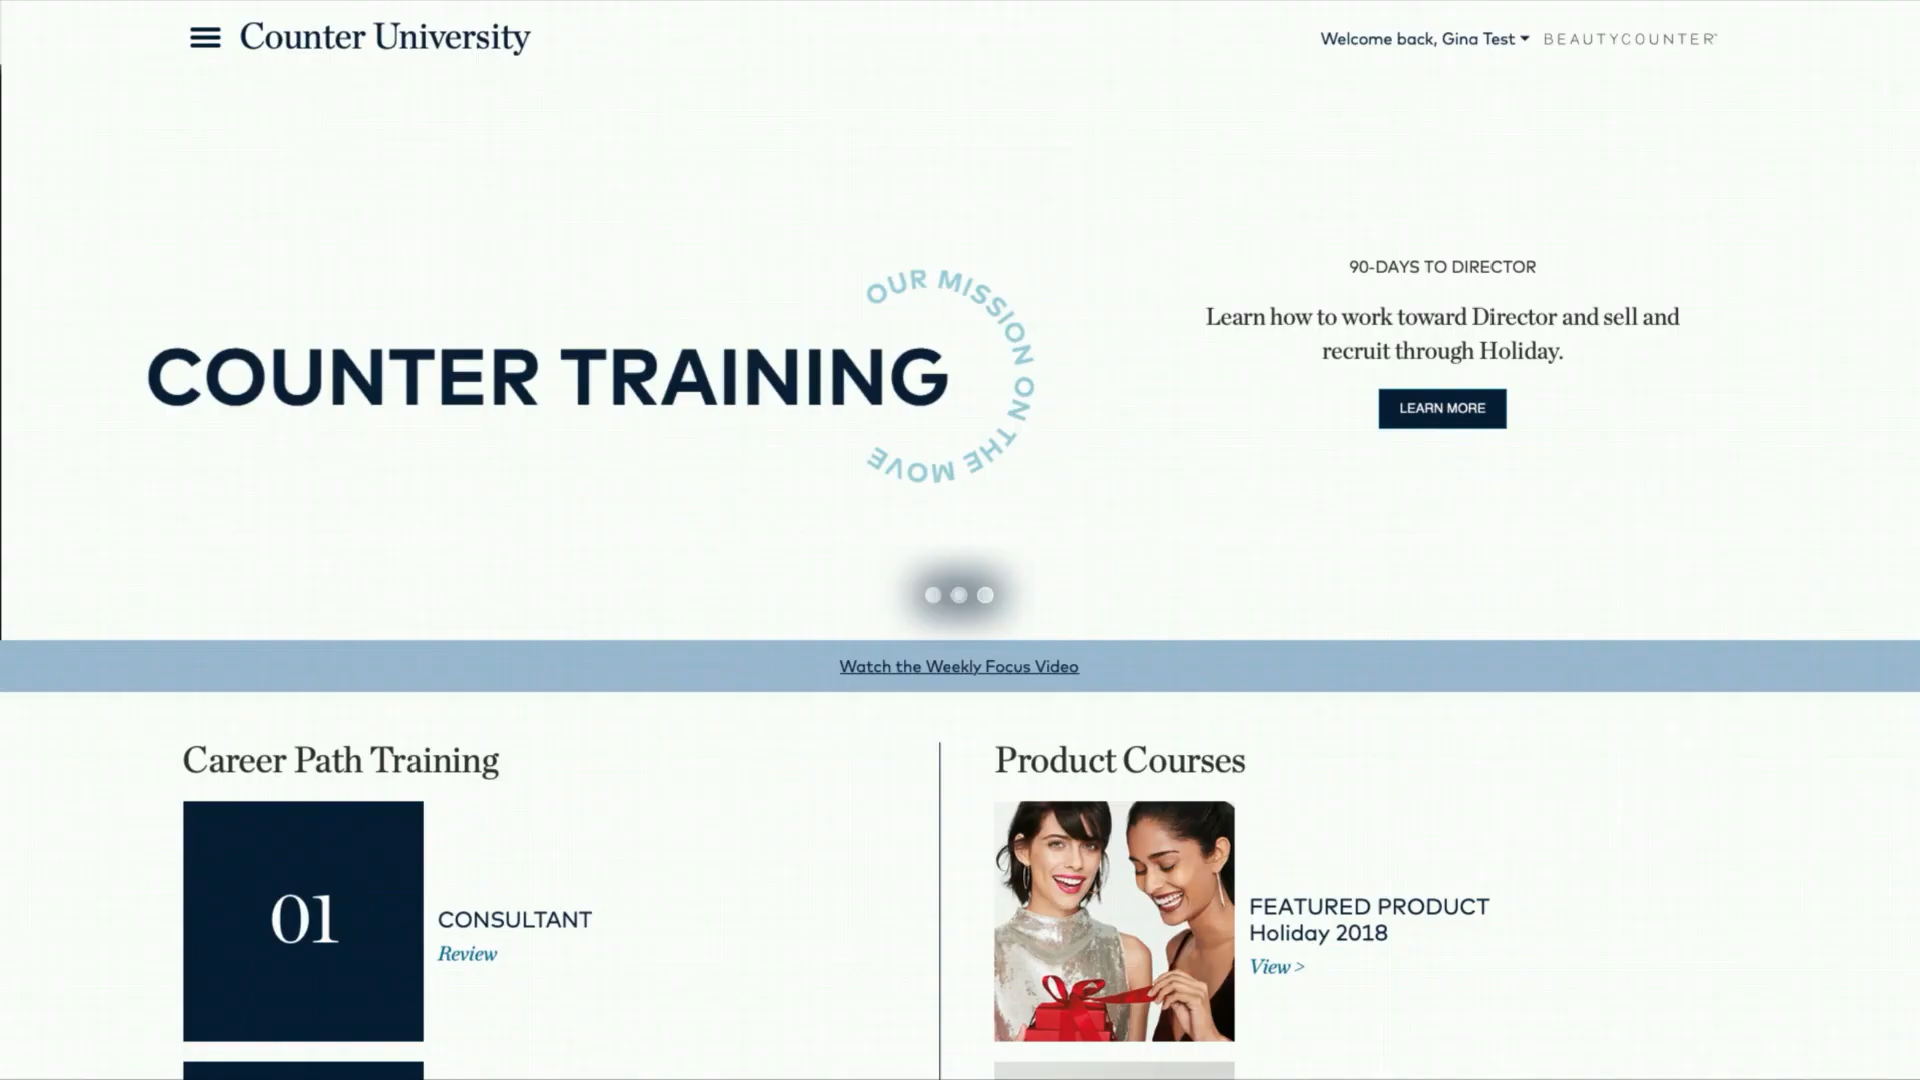 Counter University
Welcome back, Gina Test
BEAUTYCOUNTER
OUR MISSION ON THE MOVE
COUNTER TRAINING
90-DAYS TO DIRECTOR
Learn how to work toward Director and sell and
recruit through Holiday.
LEARN MORE
Watch the Weekly Focus Video
Career Path Training
01
CONSULTANT
Review
Product Courses
FEATURED PRODUCT
Holiday 2018
View >